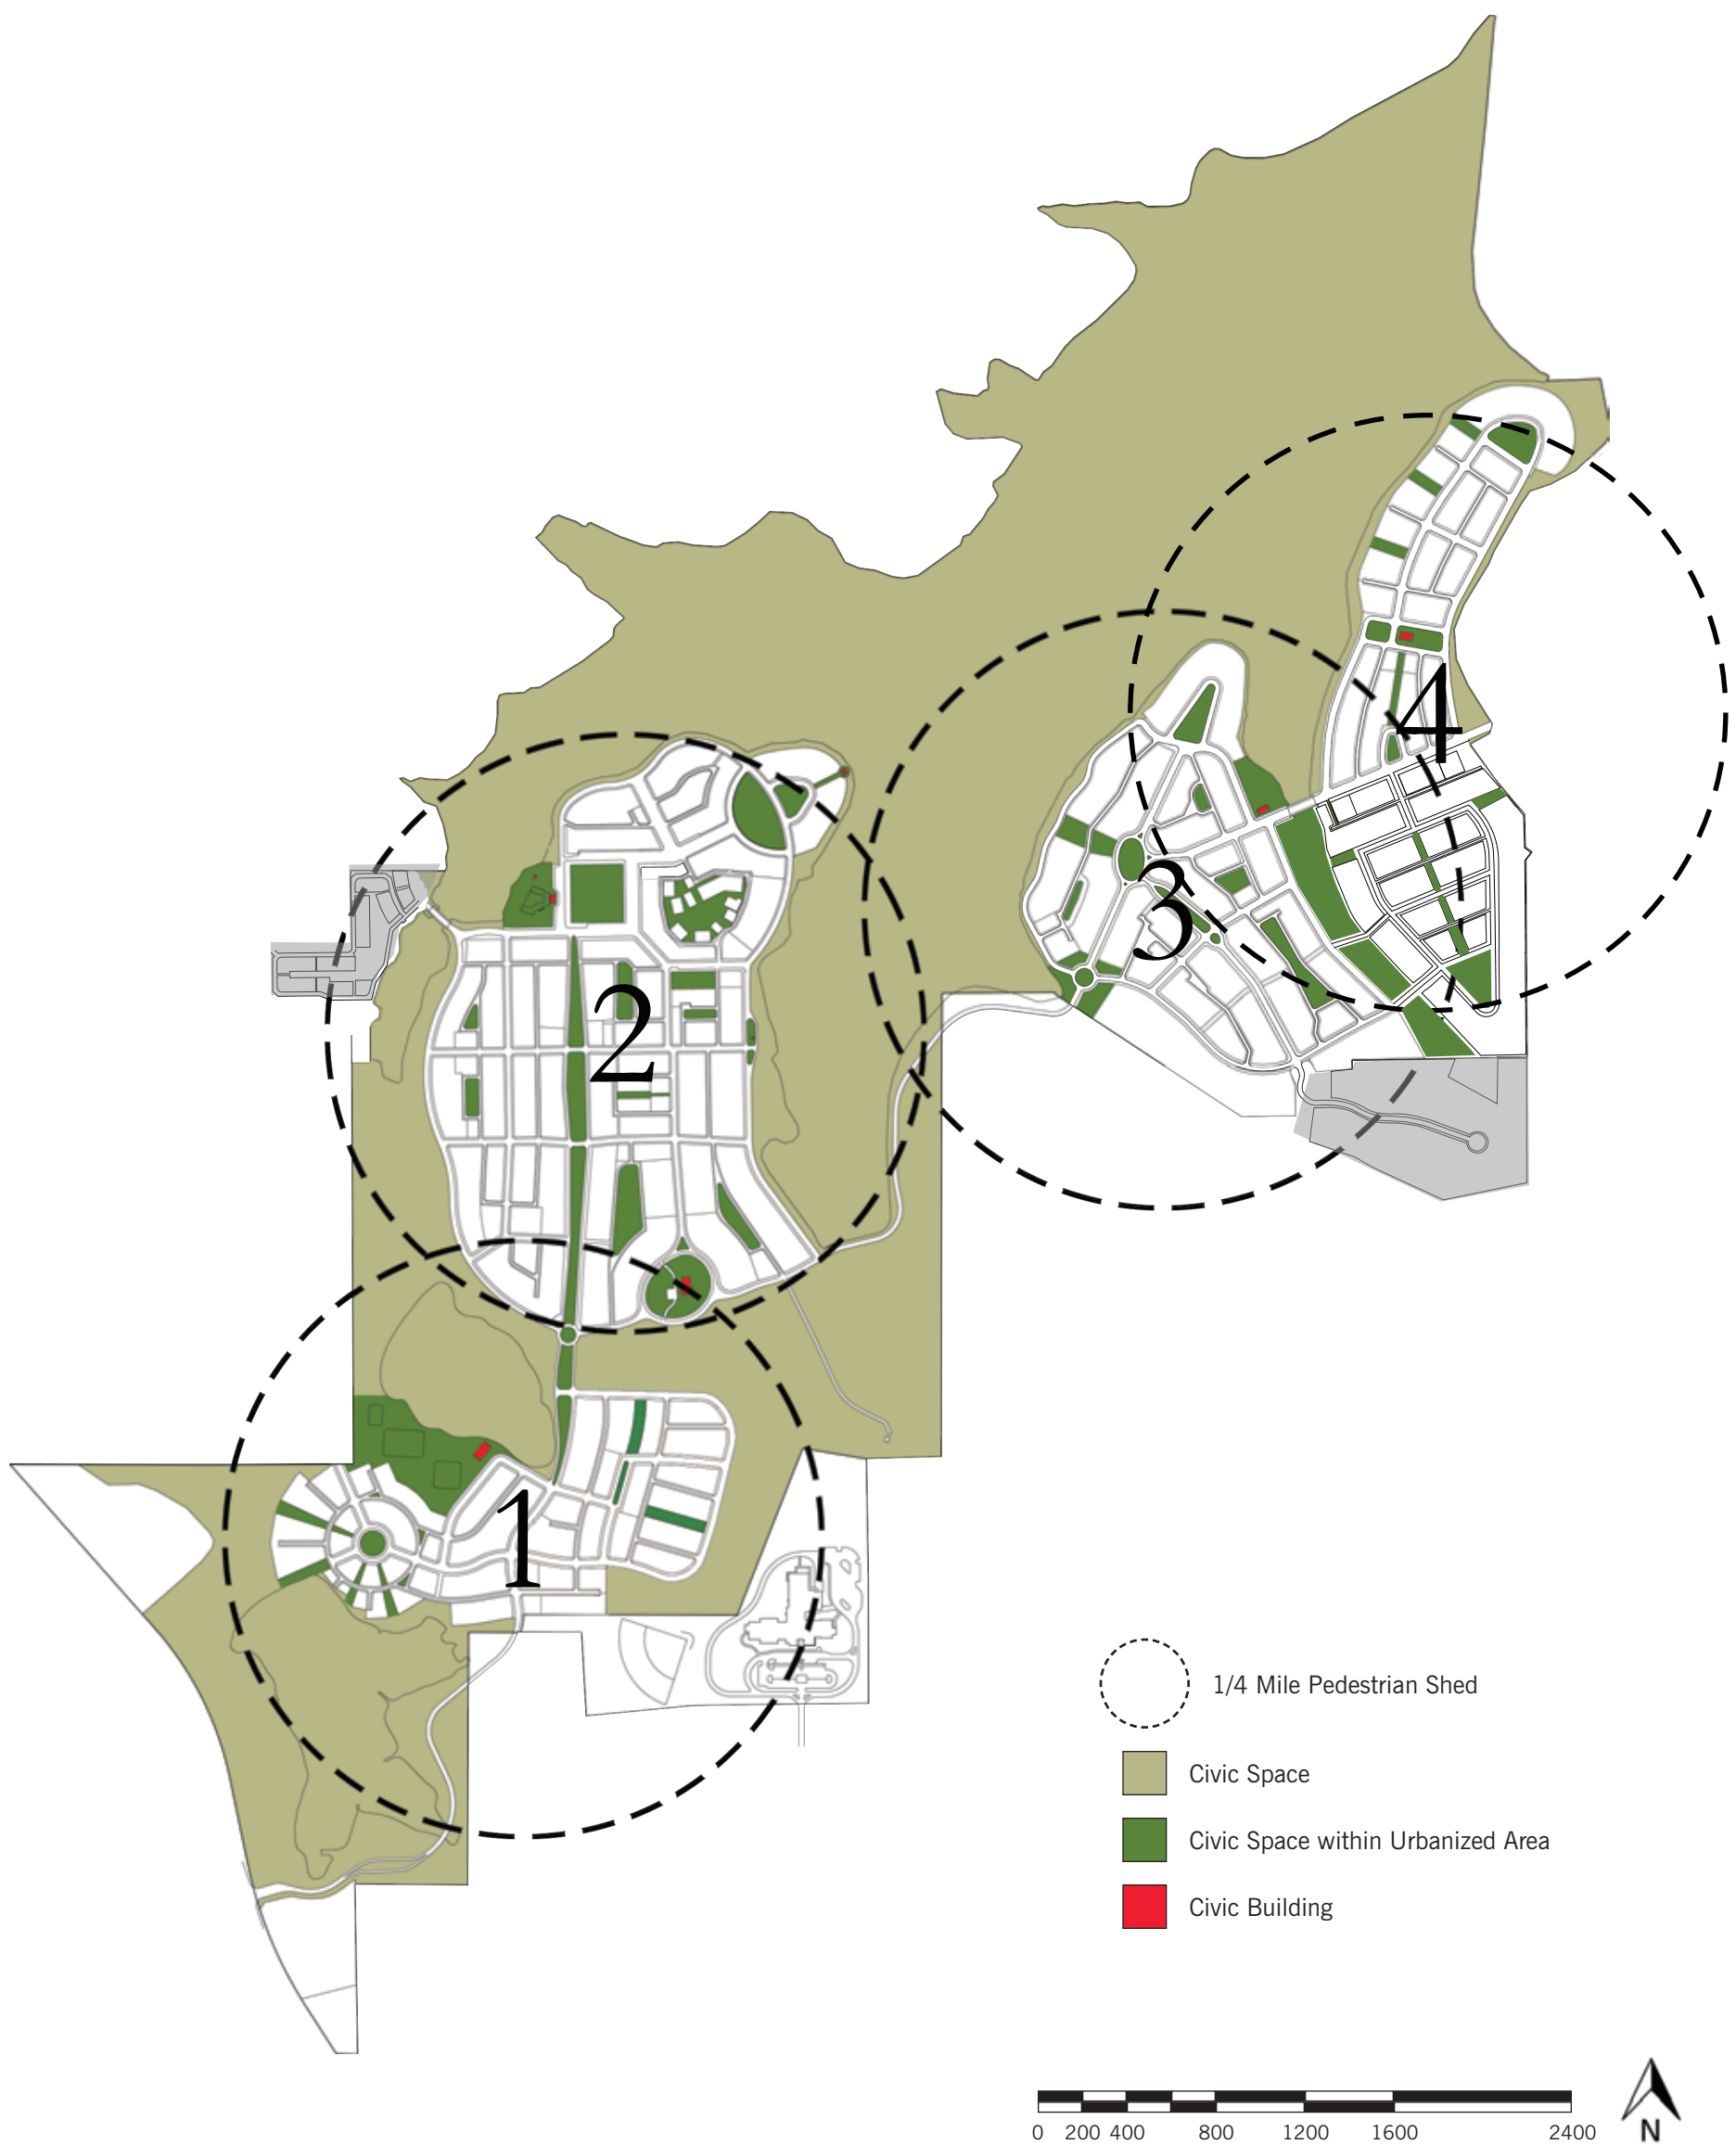 4
3
2
1
1/4 Mile Pedestrian Shed
Civic Space
Civic Space within Urbanized Area
Civic Building
0 200 400 800 1200 1600 2400
N